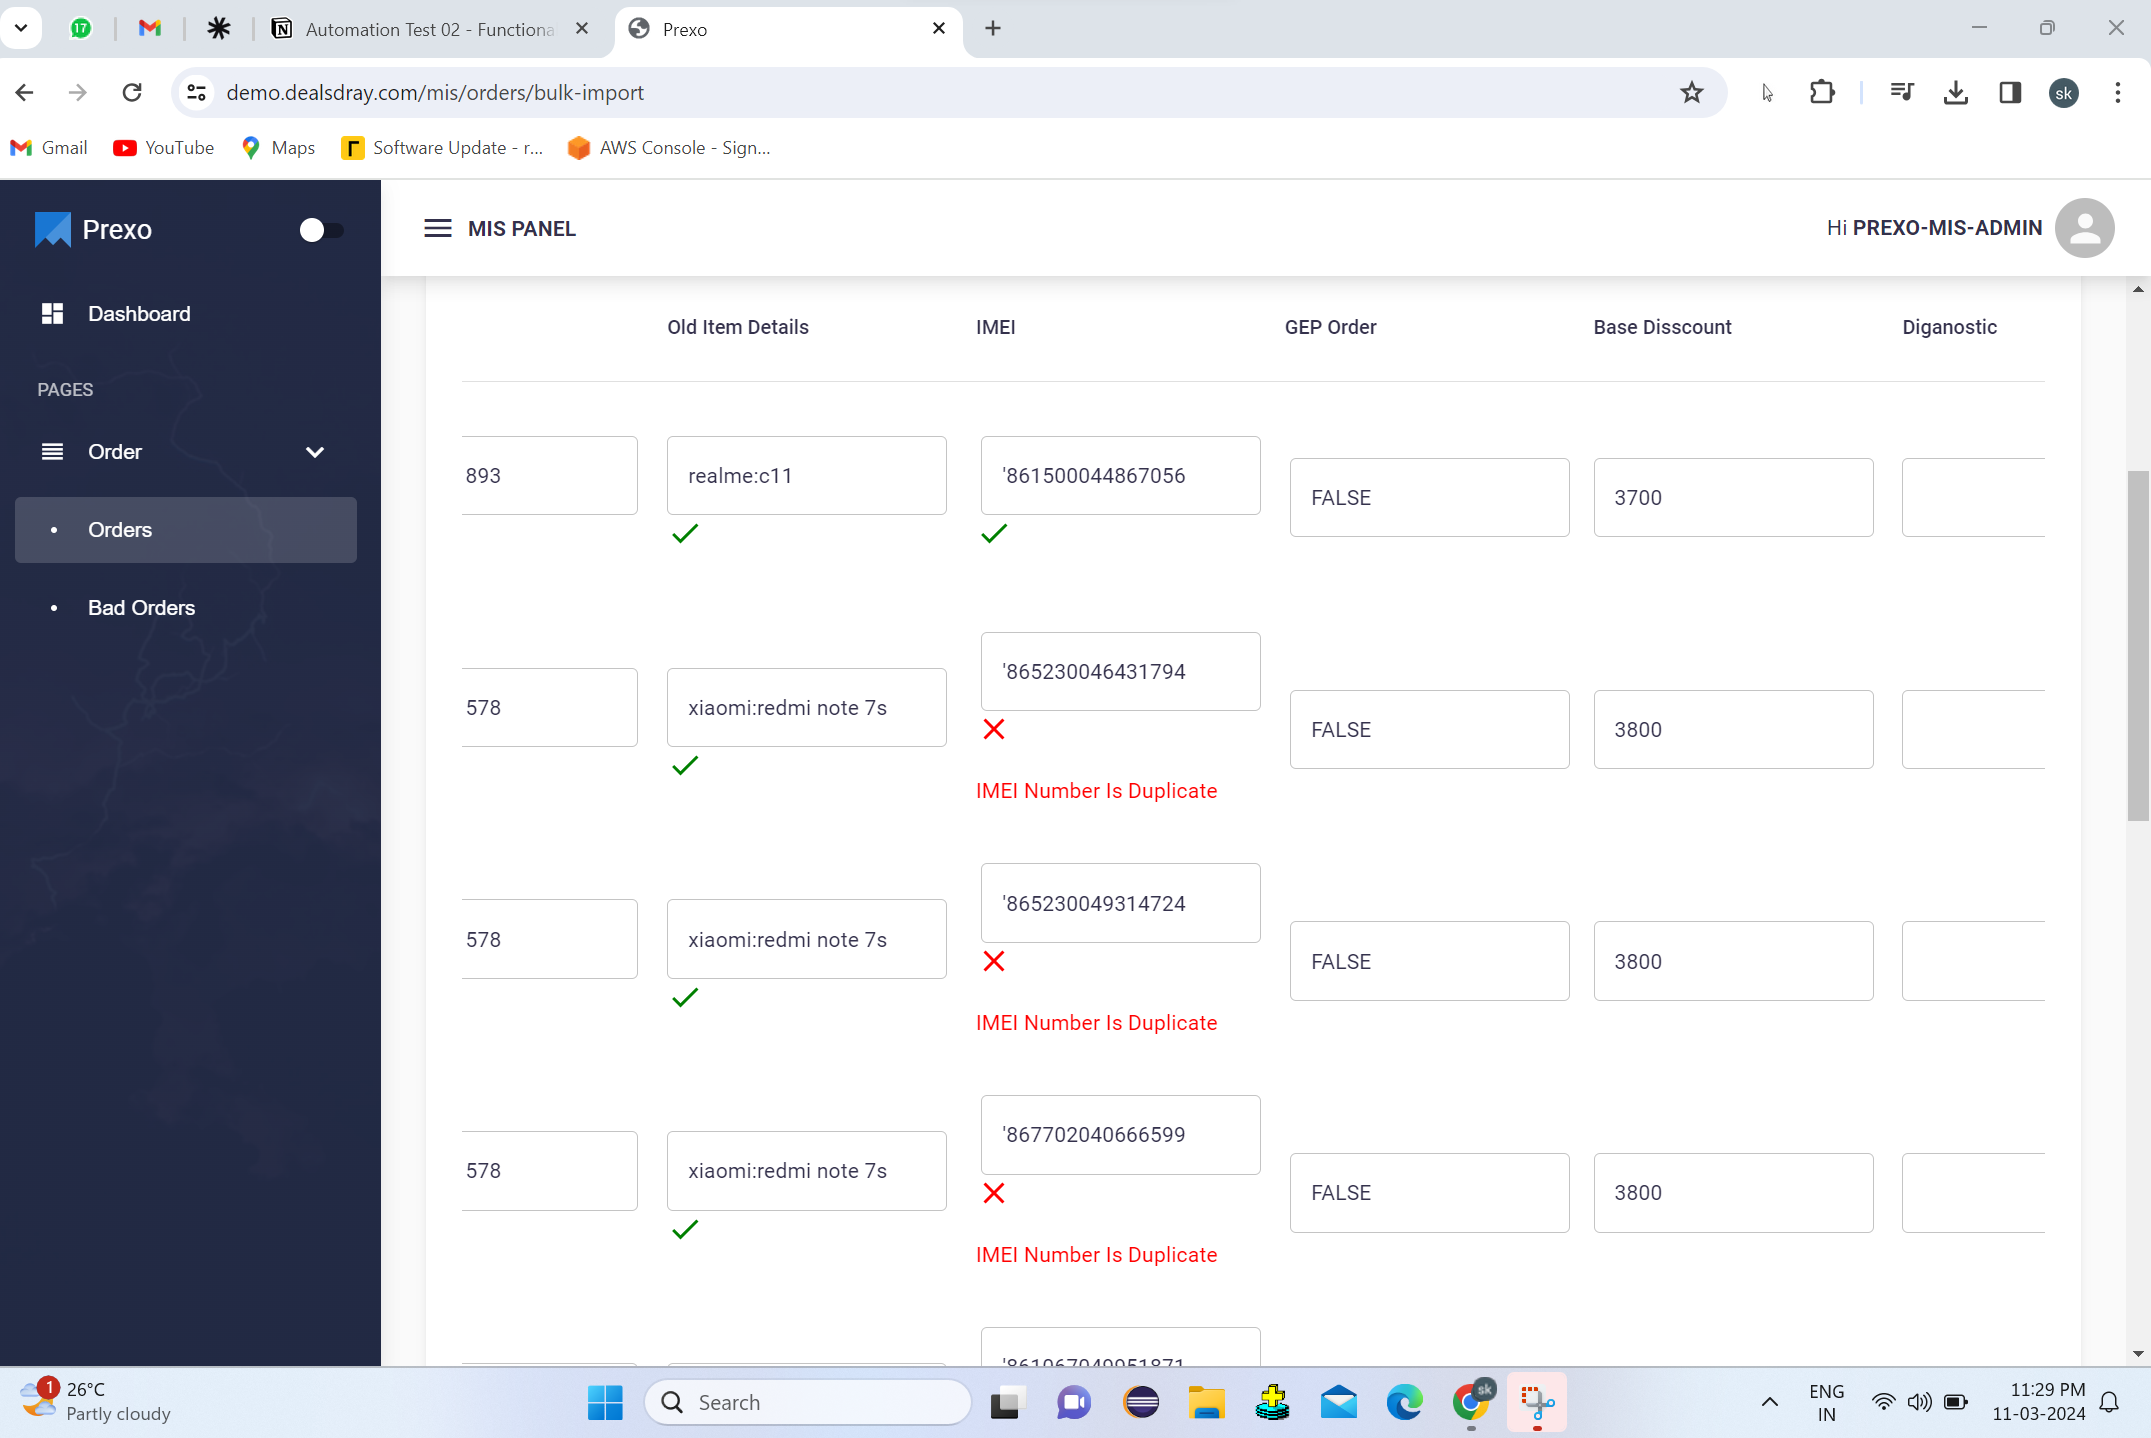 17
Automation Test 02 - Functiona
Prexo
demo.dealsdray.com/mis/orders/bulk-import
sk
Gmail
YouTube
Maps
Software Update - r...
AWS Console - Sign...
Prexo
MIS PANEL
Hi PREXO-MIS-ADMIN
Dashboard
PAGES
Order
Orders
Bad Orders
Old Item Details
IMEI
GEP Order
Base Disscount
Diganostic
893
realme:c11
'861500044867056
FALSE
3700
578
xiaomi:redmi note 7s
'865230046431794
FALSE
3800
IMEI Number Is Duplicate
578
xiaomi:redmi note 7s
'865230049314724
FALSE
3800
IMEI Number Is Duplicate
578
xiaomi:redmi note 7s
'867702040666599
FALSE
3800
IMEI Number Is Duplicate
'861067049951871
1
26°C
Partly cloudy
Search
sk
ENG
IN
11:29 PM
11-03-2024